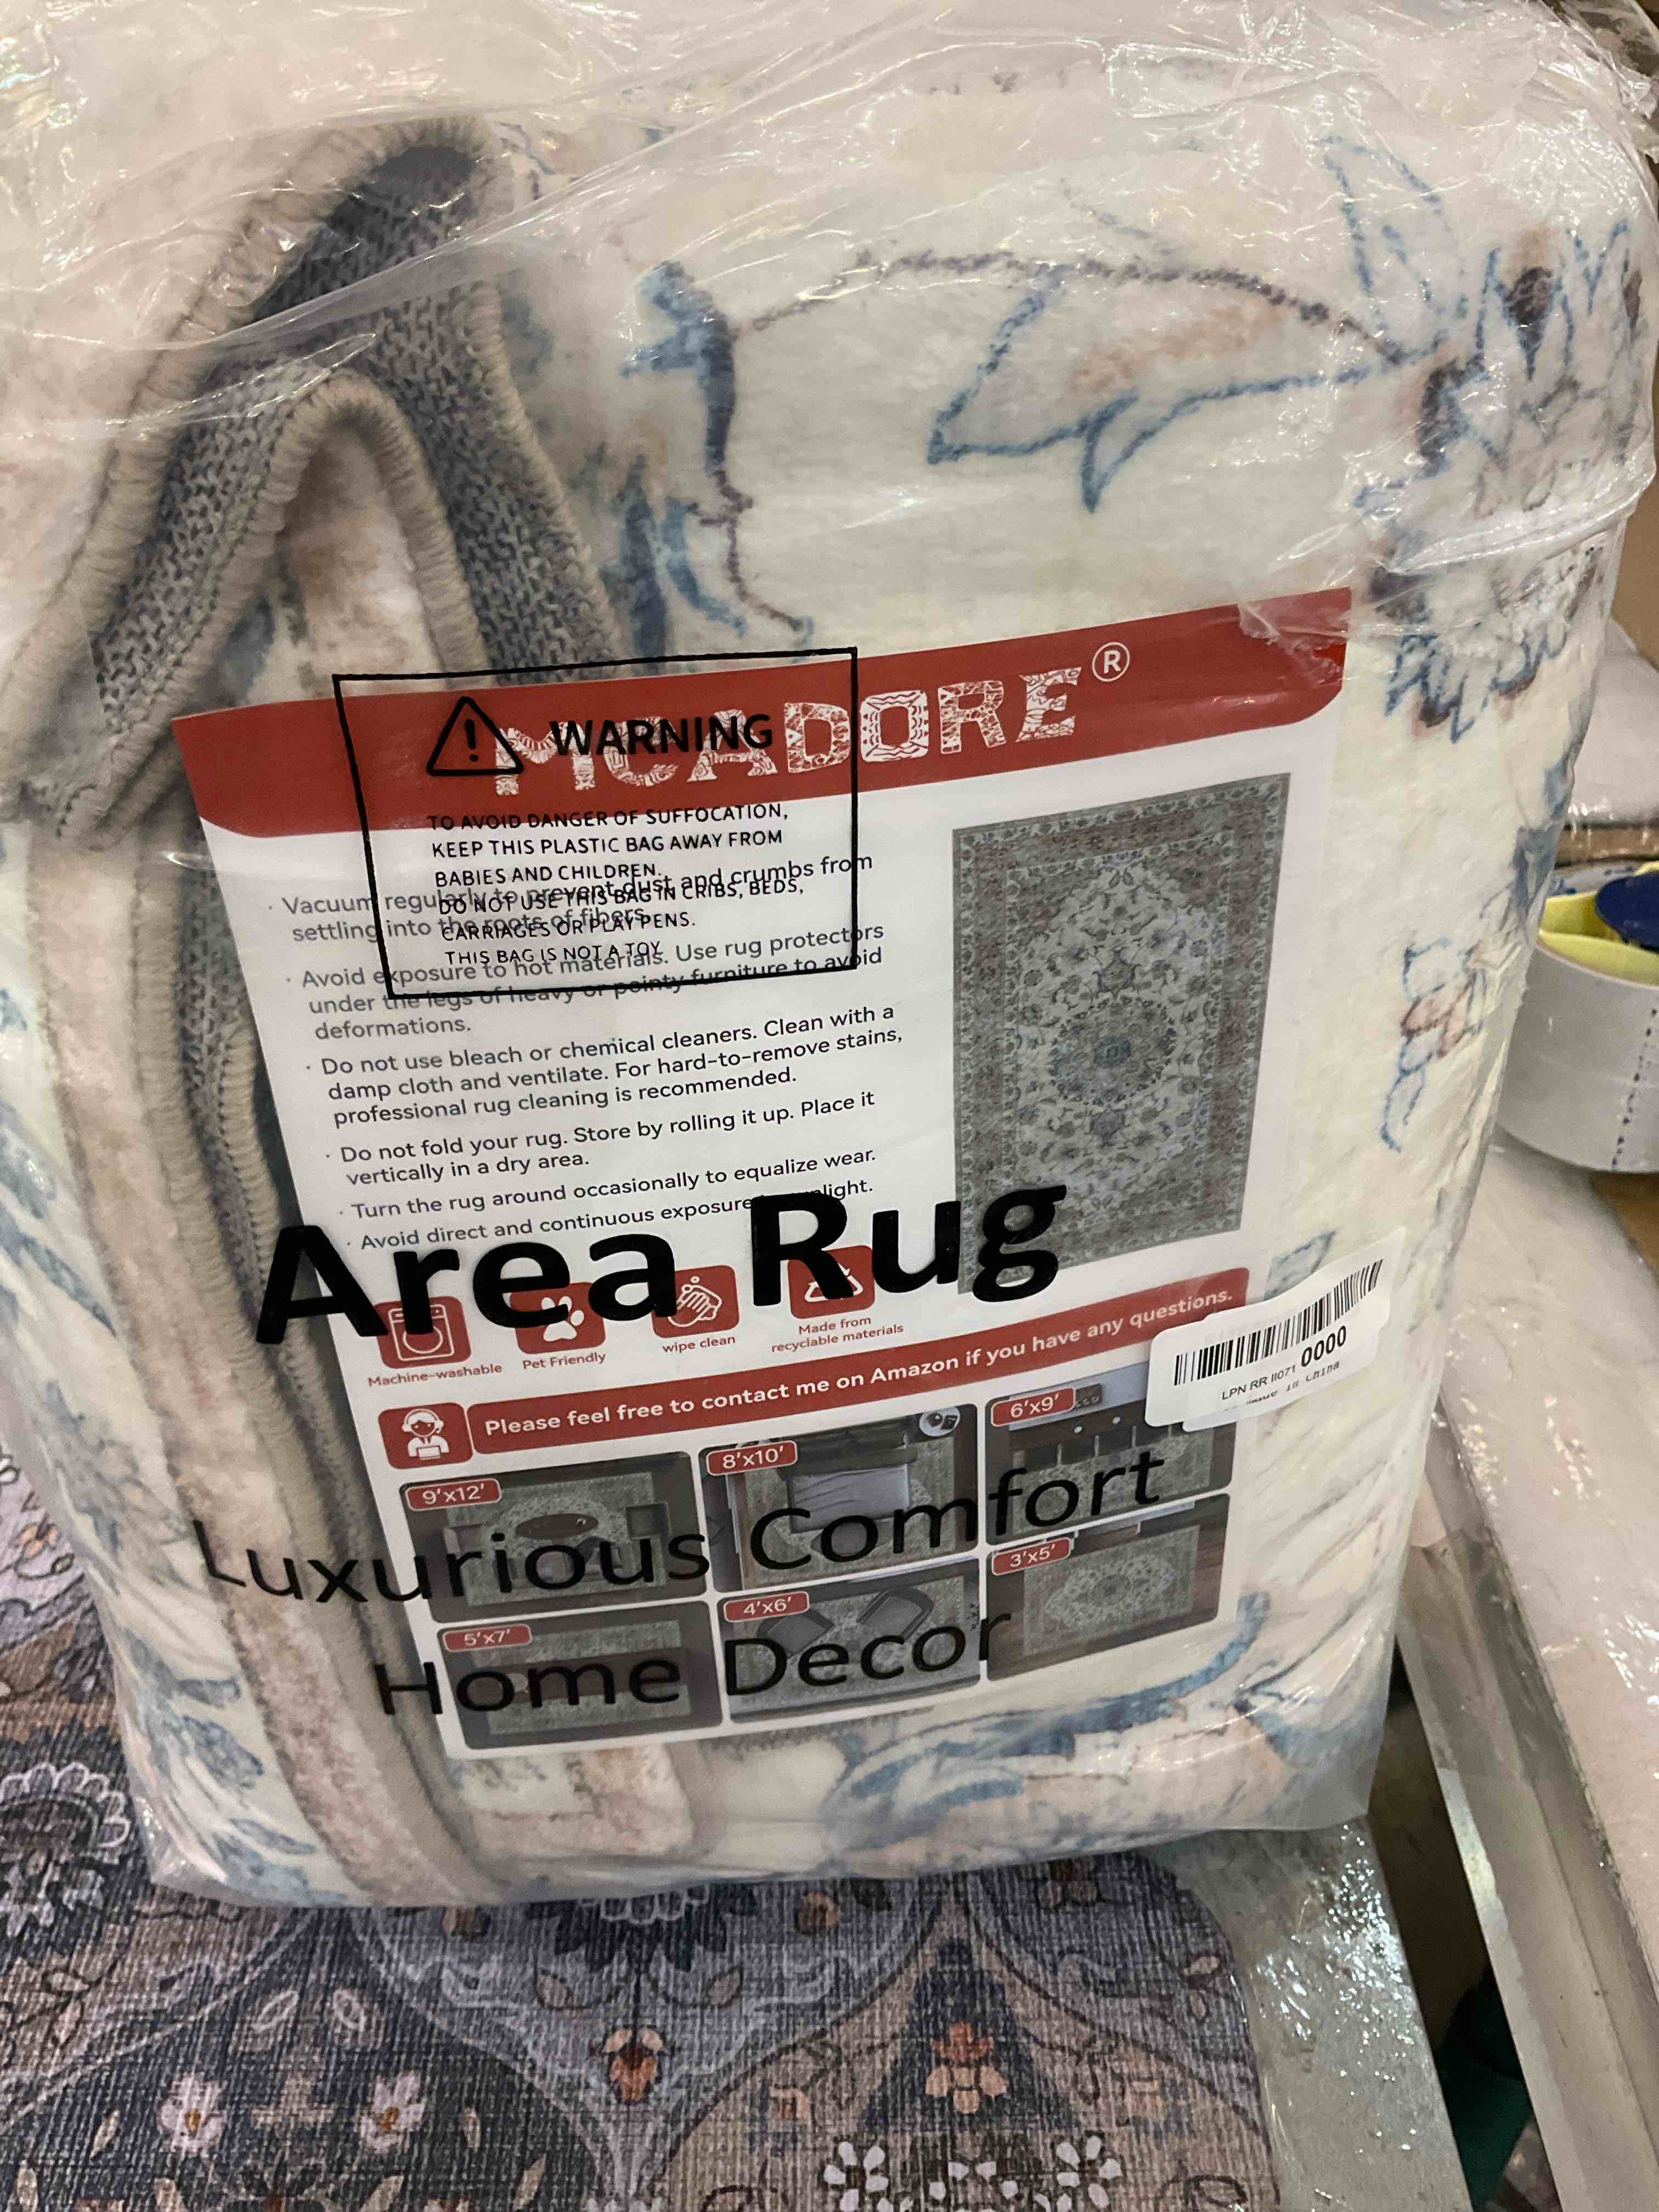 MCADORE®
WARNING
TO AVOID DANGER OF SUFFOCATION,
KEEP THIS PLASTIC BAG AWAY FROM
BABIES AND CHILDREN.
DO NOT USE THIS BAG IN CRIBS, BEDS,
CARRIAGES OR PLAY PENS.
THIS BAG IS NOT A TOY.
· Vacuum regularly to prevent dust and crumbs from
settling into the roots of fibers.
· Avoid exposure to hot materials. Use rug protectors
under the legs of heavy or pointy furniture to avoid
deformations.
· Do not use bleach or chemical cleaners. Clean with a
damp cloth and ventilate. For hard-to-remove stains,
professional rug cleaning is recommended.
· Do not fold your rug. Store by rolling it up. Place it
vertically in a dry area.
· Turn the rug around occasionally to equalize wear.
· Avoid direct and continuous exposure
Area Rug
Machine-washable
Pet Friendly
wipe clean
Made from
recyclable materials
Please feel free to contact me on Amazon if you have any questions.
LPN RR II071 0000
in China
9'x12'
8'x10'
6'x9'
Luxurious Comfort
5'x7'
4'x6'
3'x5'
Home Decor